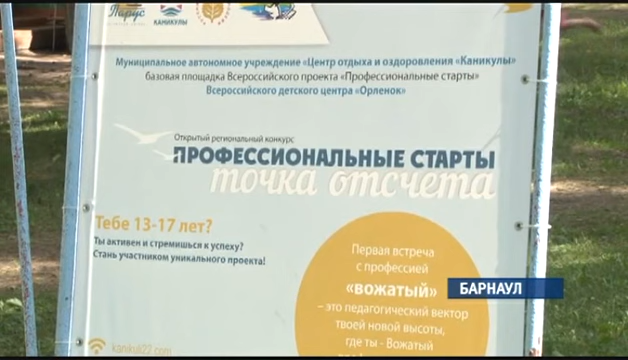 Парус
КАНИКУЛЫ
Муниципальное автономное учреждение «Центр отдыха и оздоровления «Каникулы»
базовая площадка Всероссийского проекта «Профессиональные старты»
Всероссийского детского центра «Орленок»
Открытый региональный конкурс
ПРОФЕССИОНАЛЬНЫЕ СТАРТЫ
точка отсчета
Тебе 13-17 лет?
Ты активен и стремишься к успеху?
Стань участником уникального проекта!
Первая встреча
с профессией
«вожатый»
– это педагогический вектор
твоей новой высоты,
где ты - Вожатый
kanikuli22.com
БАРНАУЛ